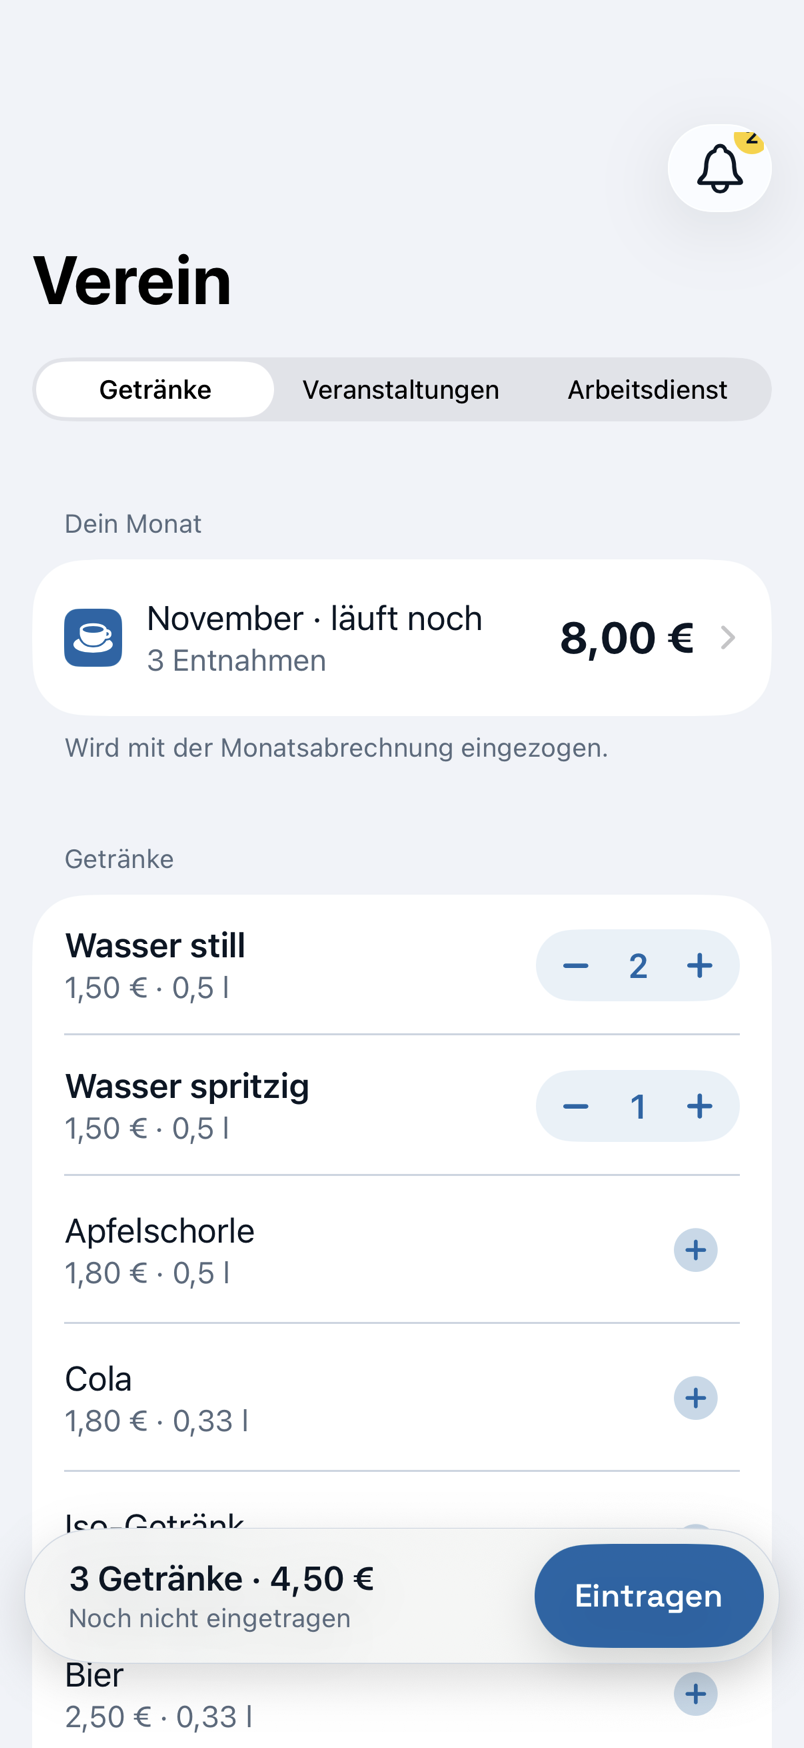 2
Verein
Getränke
Veranstaltungen
Arbeitsdienst
Dein Monat
November · läuft noch
3 Entnahmen
8,00 €
Wird mit der Monatsabrechnung eingezogen.
Getränke
Wasser still
1,50 € · 0,5 l
2
Wasser spritzig
1,50 € · 0,5 l
1
Apfelschorle
1,80 € · 0,5 l
Cola
1,80 € · 0,33 l
Iso-Getränk
3 Getränke · 4,50 €
Noch nicht eingetragen
Eintragen
Bier
2,50 € · 0,33 l